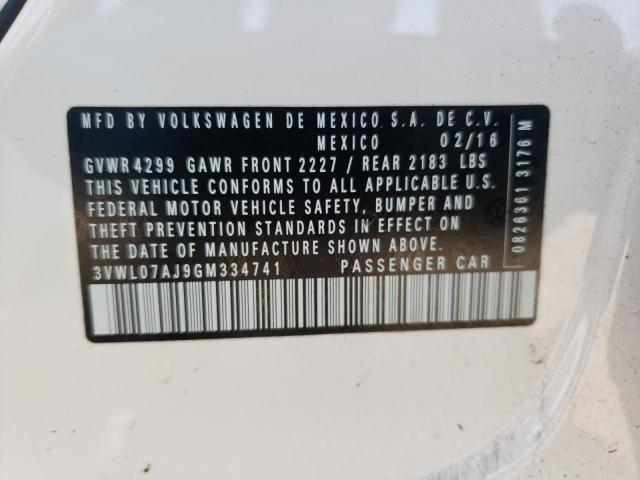 MFD BY VOLKSWAGEN DE MEXICO, S.A. DE C.V.
MEXICO 02/16
GVWR 4299 GAWR FRONT 2227 / REAR 2183 LBS
THIS VEHICLE CONFORMS TO ALL APPLICABLE U.S.
FEDERAL MOTOR VEHICLE SAFETY, BUMPER AND
THEFT PREVENTION STANDARDS IN EFFECT ON
THE DATE OF MANUFACTURE SHOWN ABOVE.
3VWL07AJ9GM334741 PASSENGER CAR
0826361 3176 M